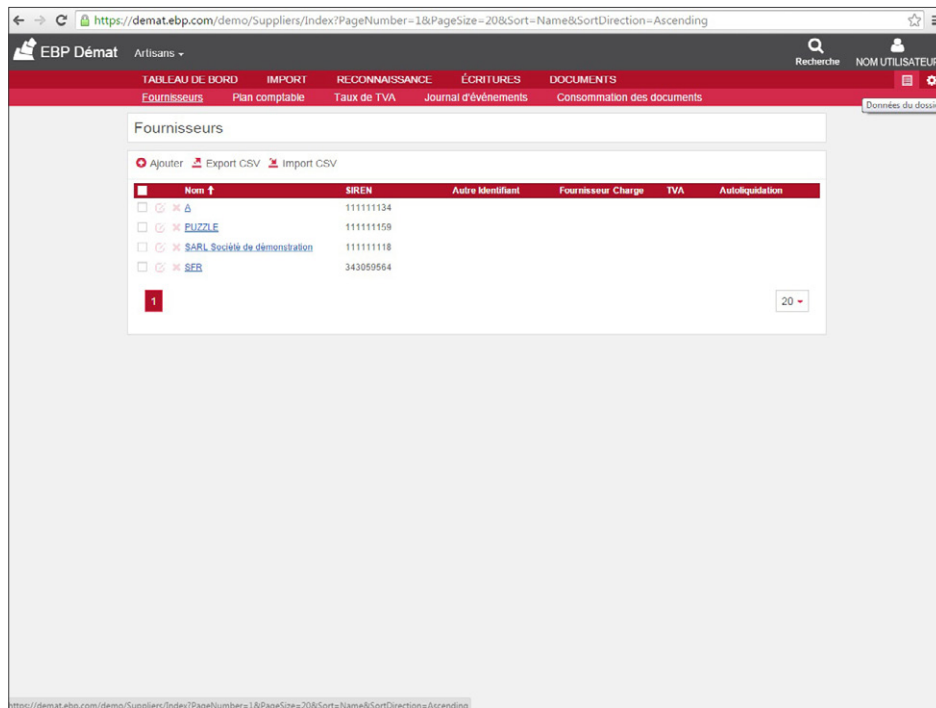 https://demat.ebp.com/demo/Suppliers/Index?PageNumber=1&PageSize=20&Sort=Name&SortDirection=Ascending
EBP Démat Artisans
Recherche NOM UTILISATEUR
TABLEAU DE BORD IMPORT RECONNAISSANCE ÉCRITURES DOCUMENTS
Fournisseurs Plan comptable Taux de TVA Journal d'événements Consommation des documents
Données du dossi
Fournisseurs
Ajouter Export CSV Import CSV
Nom SIREN Autre Identifiant Fournisseur Charge TVA Autoliquidation
A 111111134
PUZZLE 111111159
SARL Société de démonstration 111111118
SFR 343059564
1 20
https://demat.ebp.com/demo/Suppliers/Index?PageNumber=1&PageSize=20&Sort=Name&SortDirection=Ascending